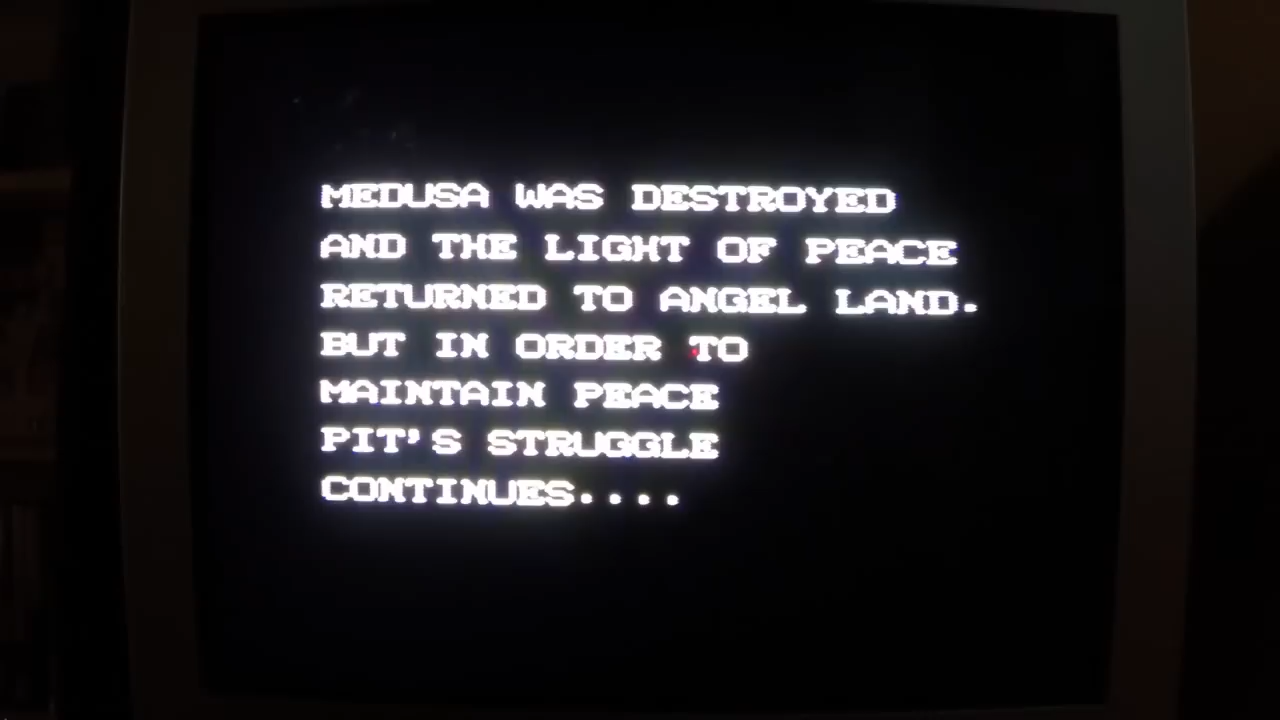 MEDUSA WAS DESTROYED
AND THE LIGHT OF PEACE
RETURNED TO ANGEL LAND.
BUT IN ORDER TO
MAINTAIN PEACE
PIT'S STRUGGLE
CONTINUES....